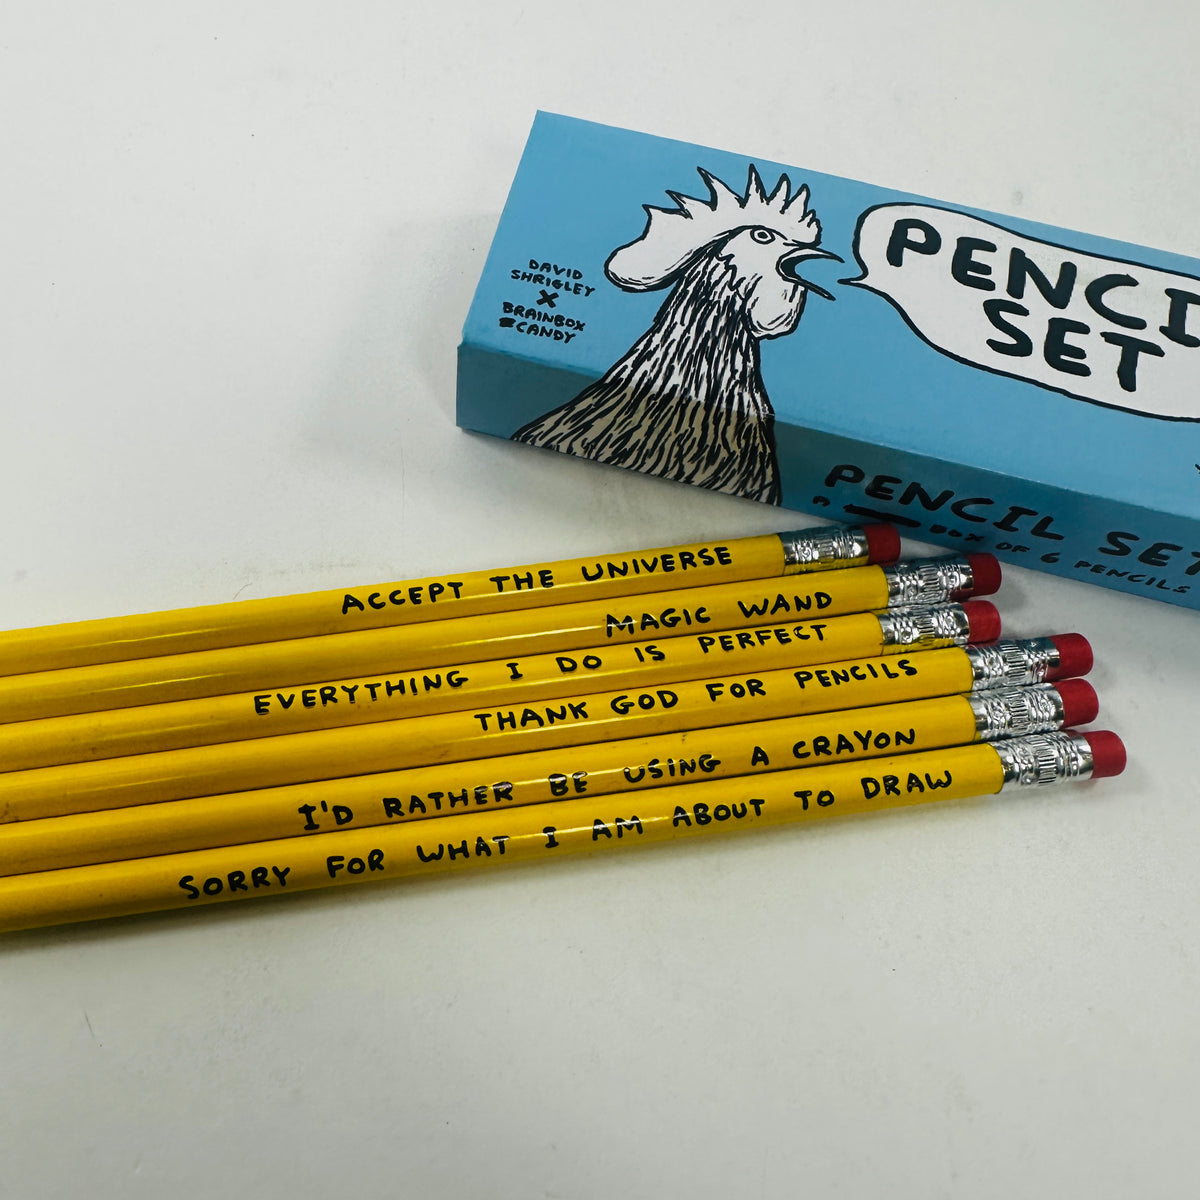 DAVID
SHRIGLEY
X
BRAINBOX
CANDY
PENCI
SET
PENCIL SET
BOX OF 6 PENCILS
ACCEPT THE UNIVERSE
MAGIC WAND
EVERYTHING I DO IS PERFECT
THANK GOD FOR PENCILS
I'D RATHER BE USING A CRAYON
SORRY FOR WHAT I AM ABOUT TO DRAW